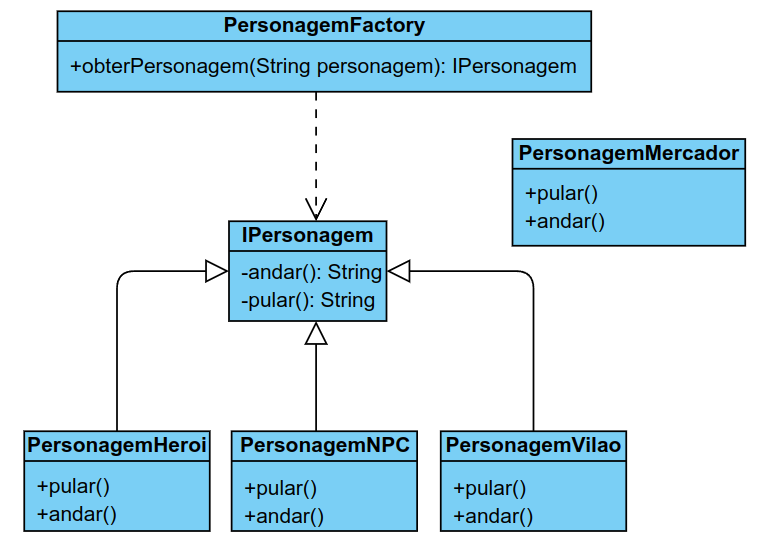 PersonagemFactory
+obterPersonagem(String personagem): IPersonagem
PersonagemMercador
+pular()
+andar()
IPersonagem
-andar(): String
-pular(): String
PersonagemHeroi
+pular()
+andar()
PersonagemNPC
+pular()
+andar()
PersonagemVilao
+pular()
+andar()